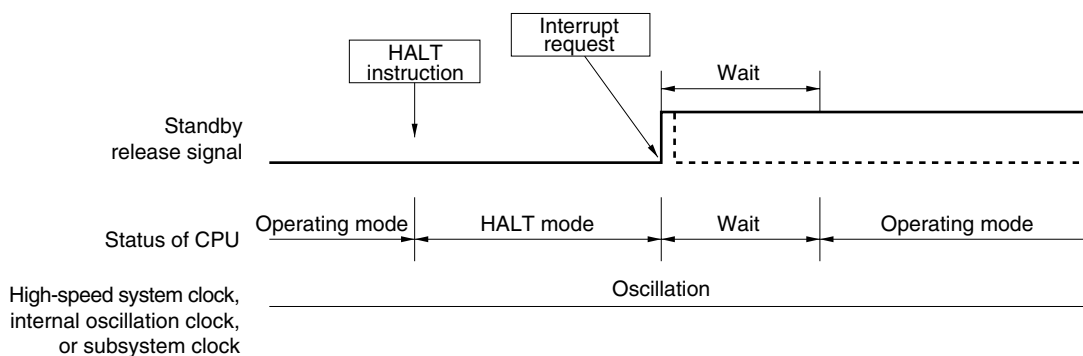 Interrupt
request
HALT
instruction
Wait
Standby
release signal
Status of CPU
Operating mode
HALT mode
Wait
Operating mode
High-speed system clock,
internal oscillation clock,
or subsystem clock
Oscillation